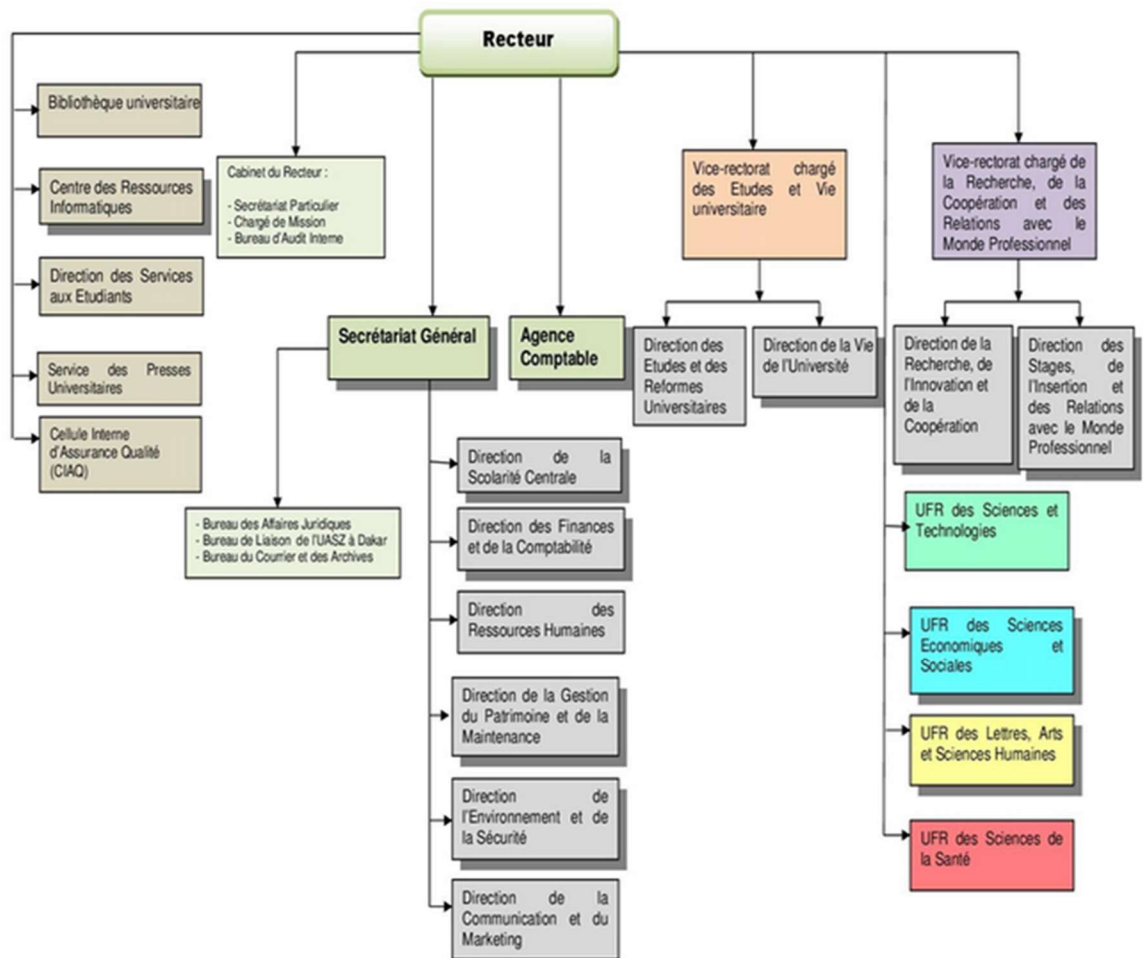 Recteur
Bibliothèque universitaire
Centre des Ressources
Informatiques
Direction des Services
aux Etudiants
Service des Presses
Universitaires
Cellule Interne
d'Assurance Qualité
(CIAQ)
Cabinet du Recteur :
- Secrétariat Particulier
- Chargé de Mission
- Bureau d'Audit Interne
Vice-rectorat chargé
des Etudes et Vie
universitaire
Vice-rectorat chargé de
la Recherche, de la
Coopération et des
Relations avec le
Monde Professionnel
Secrétariat Général
Agence
Comptable
Direction des
Etudes et des
Reformes
Universitaires
Direction de la Vie
de l'Université
Direction de la
Recherche, de
l'Innovation et
de la
Coopération
Direction des
Stages, de
l'Insertion et
des Relations
avec le Monde
Professionnel
- Bureau des Affaires Juridiques
- Bureau de Liaison de l'UASZ à Dakar
- Bureau du Courrier et des Archives
Direction de la
Scolarité Centrale
Direction des Finances
et de la Comptabilité
Direction des
Ressources Humaines
Direction de la Gestion
du Patrimoine et de la
Maintenance
Direction de
l'Environnement et de
la Sécurité
Direction de la
Communication et du
Marketing
UFR des Sciences et
Technologies
UFR des Sciences
Economiques et
Sociales
UFR des Lettres, Arts
et Sciences Humaines
UFR des Sciences de
la Santé